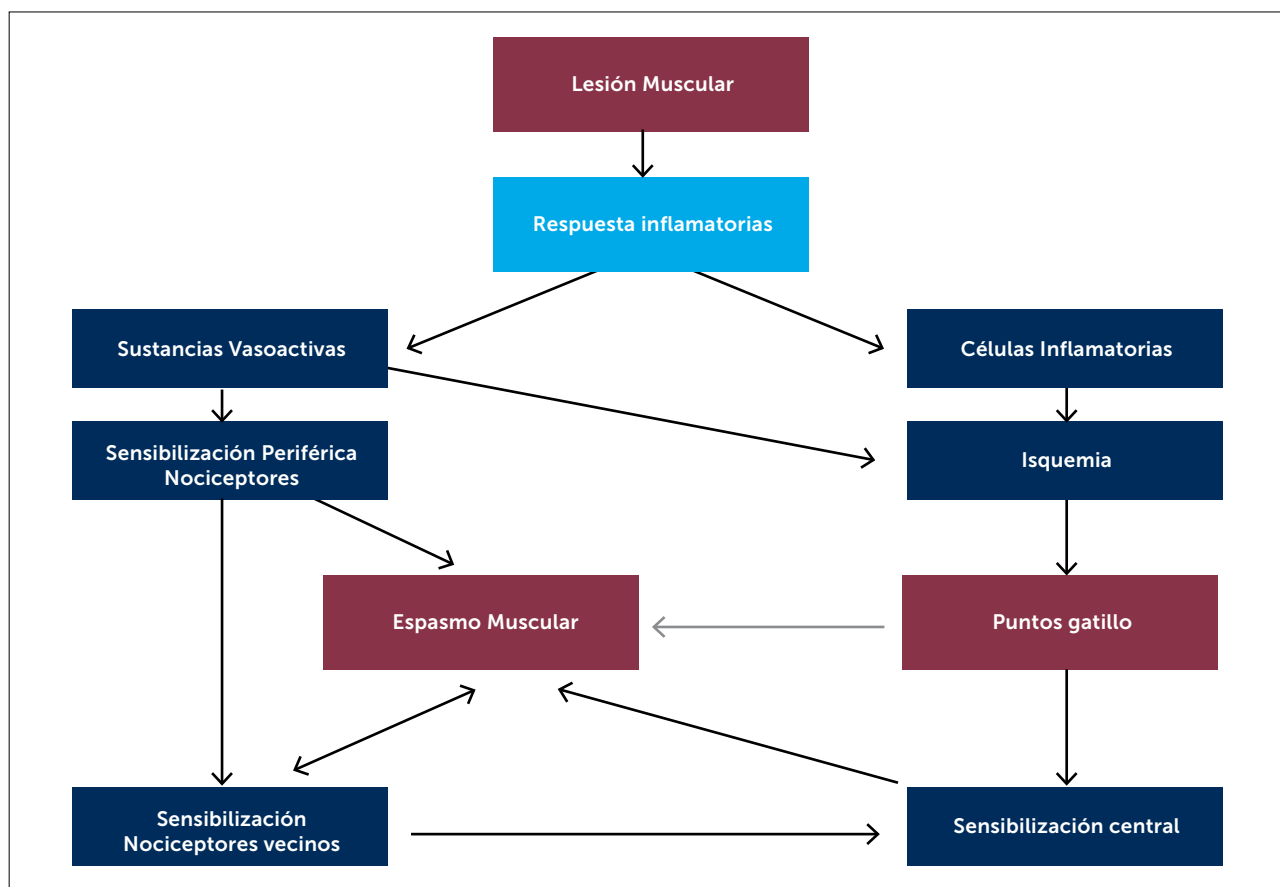 Lesión Muscular
Respuesta inflamatorias
Sustancias Vasoactivas
Células Inflamatorias
Sensibilización Periférica
Nociceptores
Isquemia
Espasmo Muscular
Puntos gatillo
Sensibilización
Nociceptores vecinos
Sensibilización central